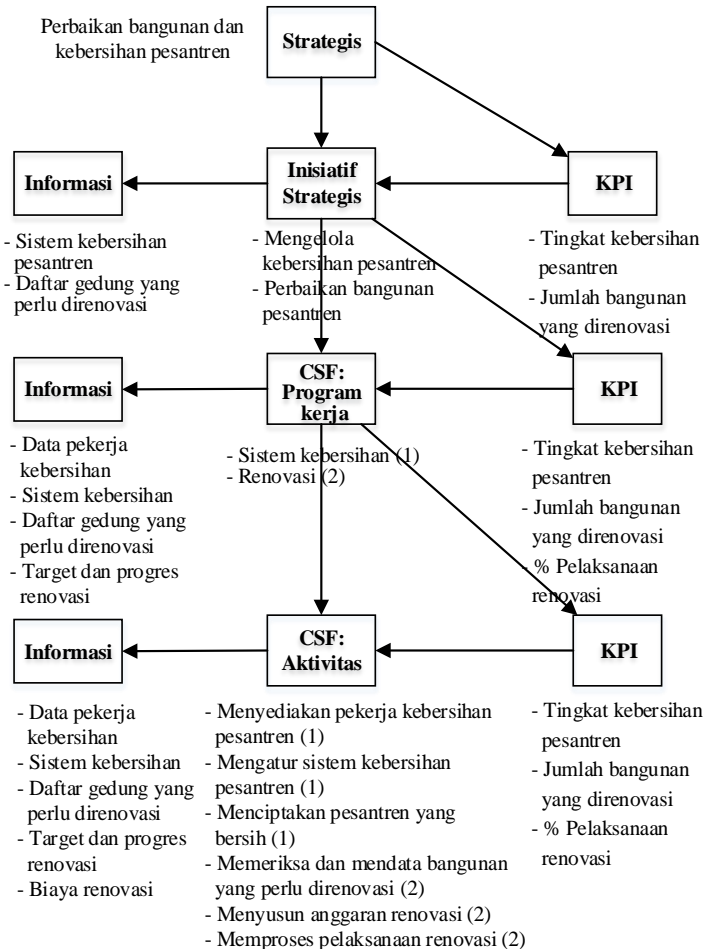 Perbaikan bangunan dan
kebersihan pesantren
Strategis
Informasi
Inisiatif
Strategis
KPI
- Sistem kebersihan
pesantren
- Daftar gedung yang
perlu direnovasi
- Mengelola
kebersihan pesantren
- Perbaikan bangunan
pesantren
- Tingkat kebersihan
pesantren
- Jumlah bangunan
yang direnovasi
Informasi
CSF:
Program
kerja
KPI
- Data pekerja
kebersihan
- Sistem kebersihan
- Daftar gedung yang
perlu direnovasi
- Target dan progres
renovasi
- Sistem kebersihan (1)
- Renovasi (2)
- Tingkat kebersihan
pesantren
- Jumlah bangunan
yang direnovasi
- % Pelaksanaan
renovasi
Informasi
CSF:
Aktivitas
KPI
- Data pekerja
kebersihan
- Sistem kebersihan
- Daftar gedung yang
perlu direnovasi
- Target dan progres
renovasi
- Biaya renovasi
- Menyediakan pekerja kebersihan
pesantren (1)
- Mengatur sistem kebersihan
pesantren (1)
- Menciptakan pesantren yang
bersih (1)
- Memeriksa dan mendata bangunan
yang perlu direnovasi (2)
- Menyusun anggaran renovasi (2)
- Memproses pelaksanaan renovasi (2)
- Tingkat kebersihan
pesantren
- Jumlah bangunan
yang direnovasi
- % Pelaksanaan
renovasi